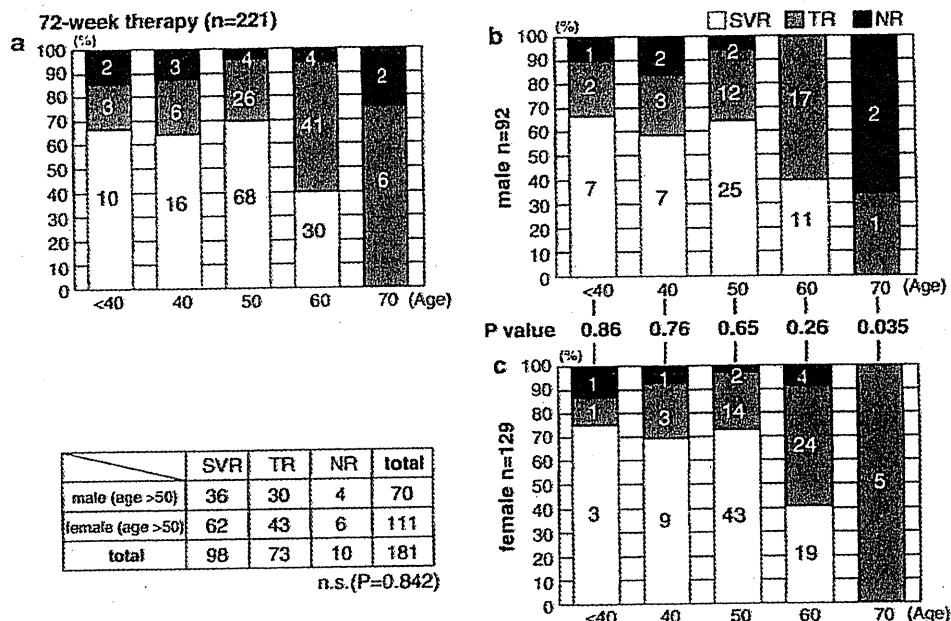 72-week therapy (n=221)
a
(%)
100
90
80
70
60
50
40
30
20
10
0
2 3 4 4 2
3 6 26 41 6
10 16 68 30
<40 40 50 60 70 (Age)
SVR TR NR
b
(%)
male n=92
100
90
80
70
60
50
40
30
20
10
0
1 2 2 2
2 3 12 17 1
7 7 25 11
<40 40 50 60 70 (Age)
P value 0.86 0.76 0.65 0.26 0.035
c
(%)
female n=129
100
90
80
70
60
50
40
30
20
10
0
1 1 2 4
1 3 14 24 5
3 9 43 19
<40 40 50 60 70 (Age)
SVR TR NR total
male (age >50) 36 30 4 70
female (age >50) 62 43 6 111
total 98 73 10 181
n.s.(P=0.842)